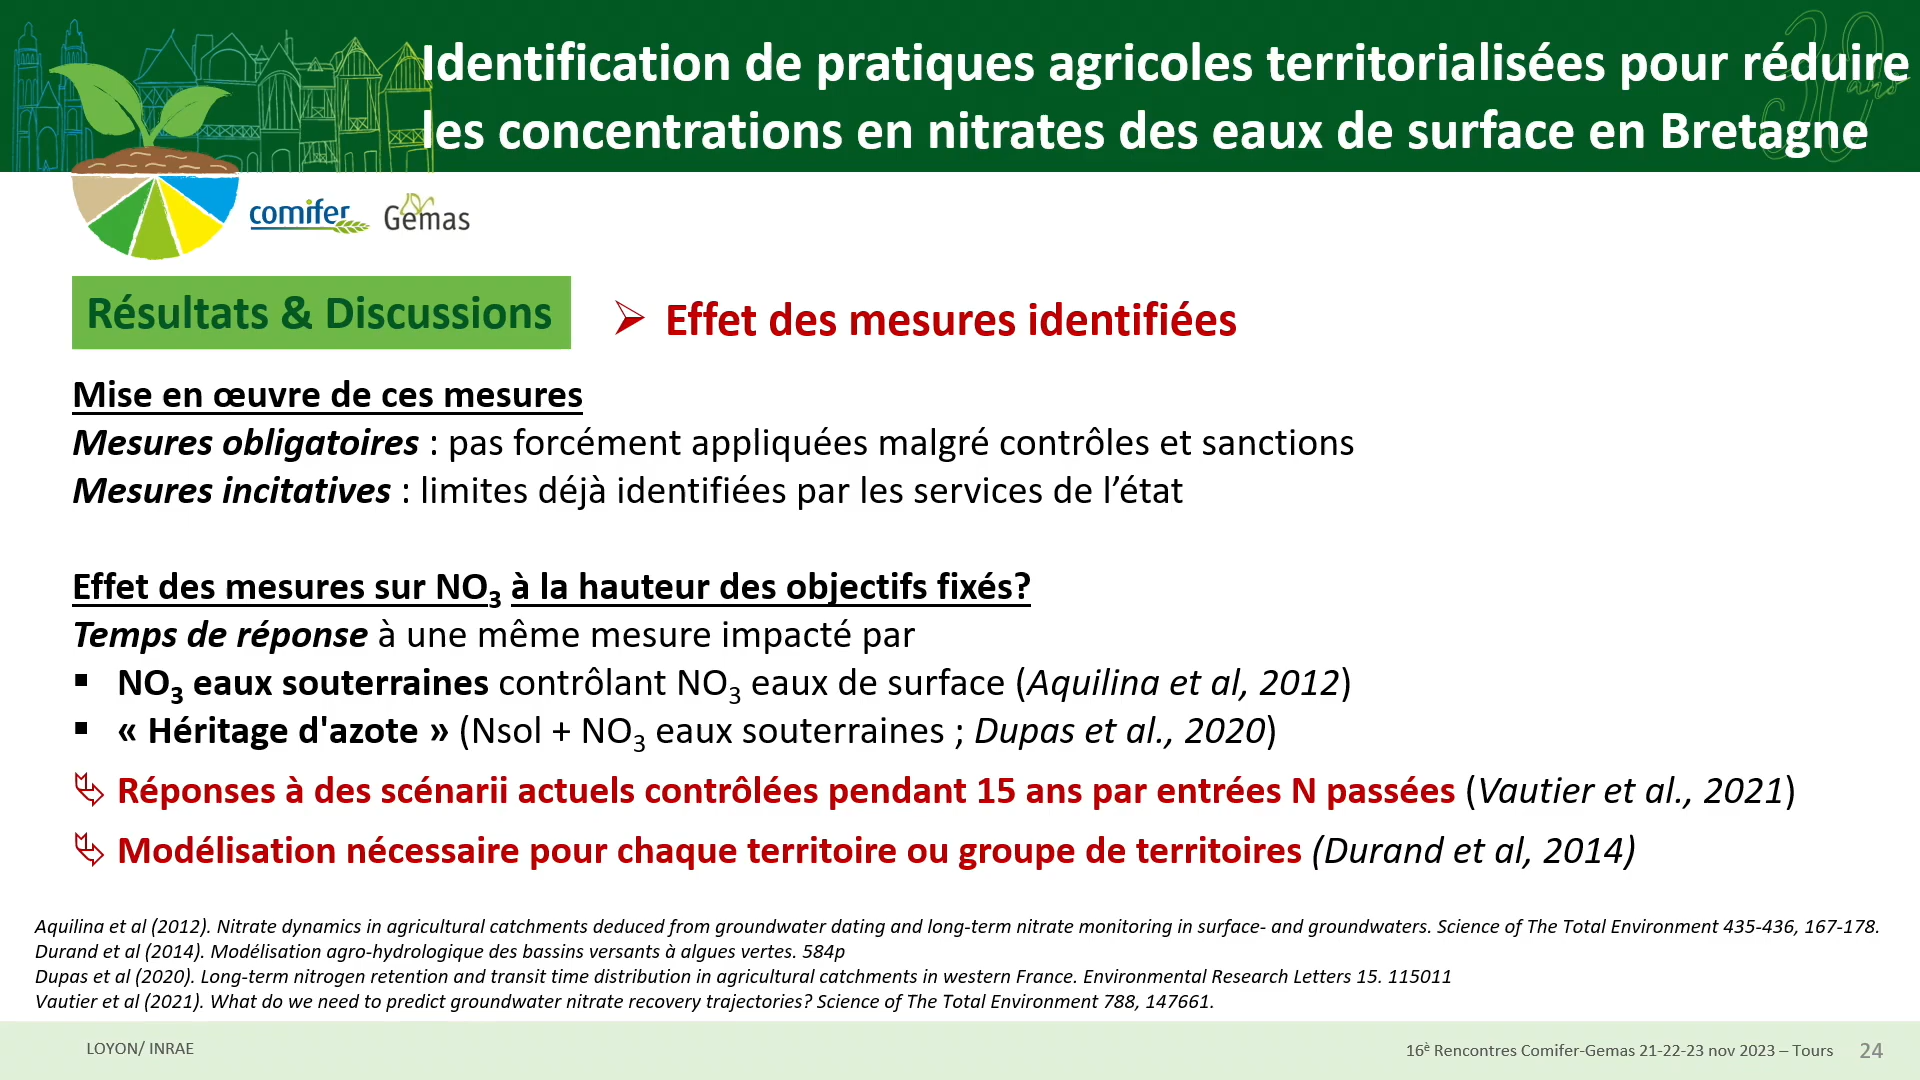 Identification de pratiques agricoles territorialisées pour réduire
les concentrations en nitrates des eaux de surface en Bretagne
30 ans
comifer
Gemas
Résultats & Discussions
➢ Effet des mesures identifiées
Mise en œuvre de ces mesures
Mesures obligatoires : pas forcément appliquées malgré contrôles et sanctions
Mesures incitatives : limites déjà identifiées par les services de l’état
Effet des mesures sur NO₃ à la hauteur des objectifs fixés?
Temps de réponse à une même mesure impacté par
▪ NO₃ eaux souterraines contrôlant NO₃ eaux de surface (Aquilina et al, 2012)
▪ « Héritage d'azote » (Nsol + NO₃ eaux souterraines ; Dupas et al., 2020)
Réponses à des scénarii actuels contrôlées pendant 15 ans par entrées N passées (Vautier et al., 2021)
Modélisation nécessaire pour chaque territoire ou groupe de territoires (Durand et al, 2014)
Aquilina et al (2012). Nitrate dynamics in agricultural catchments deduced from groundwater dating and long-term nitrate monitoring in surface- and groundwaters. Science of The Total Environment 435-436, 167-178.
Durand et al (2014). Modélisation agro-hydrologique des bassins versants à algues vertes. 584p
Dupas et al (2020). Long-term nitrogen retention and transit time distribution in agricultural catchments in western France. Environmental Research Letters 15. 115011
Vautier et al (2021). What do we need to predict groundwater nitrate recovery trajectories? Science of The Total Environment 788, 147661.
LOYON/ INRAE
16è Rencontres Comifer-Gemas 21-22-23 nov 2023 – Tours
24